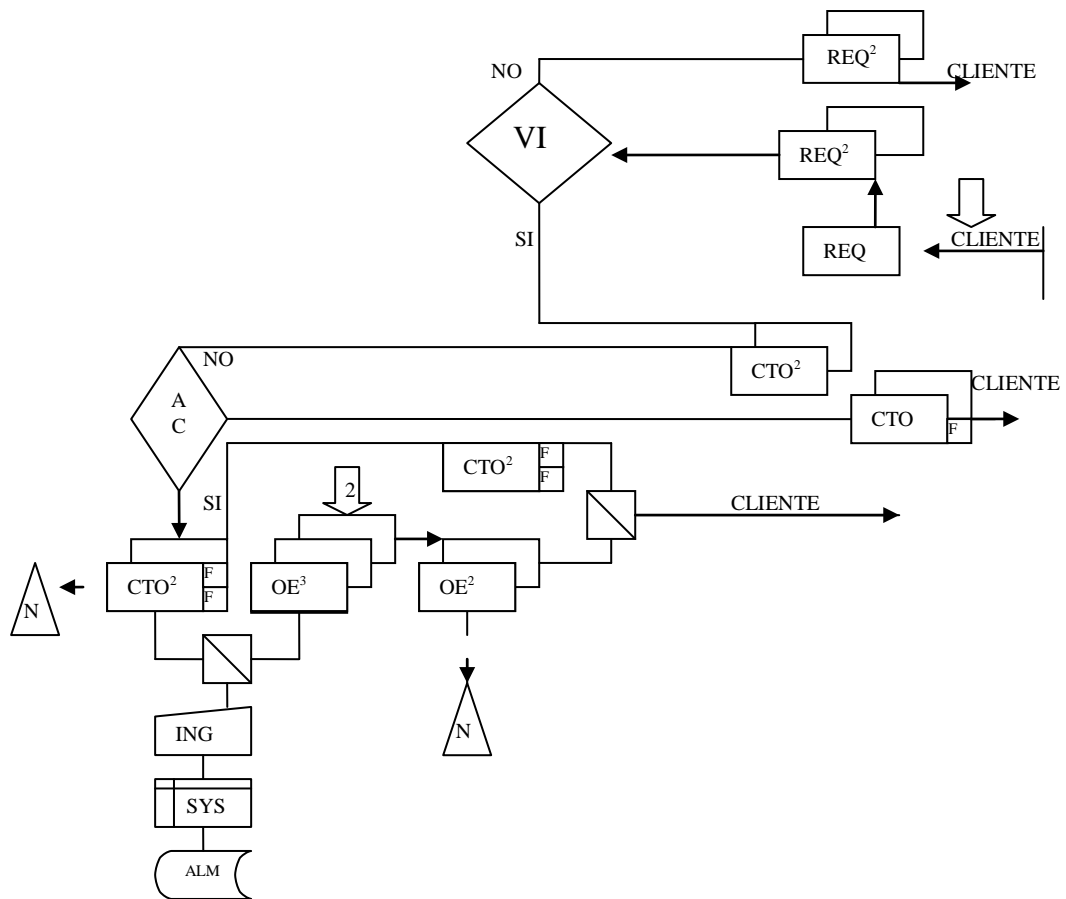 REQ²
NO
CLIENTE
VI
REQ²
SI
CLIENTE
REQ
NO
CTO²
A
C
CLIENTE
CTO
F
CTO²
F
F
SI
2
CLIENTE
CTO²
F
F
OE³
OE²
N
N
ING
SYS
ALM